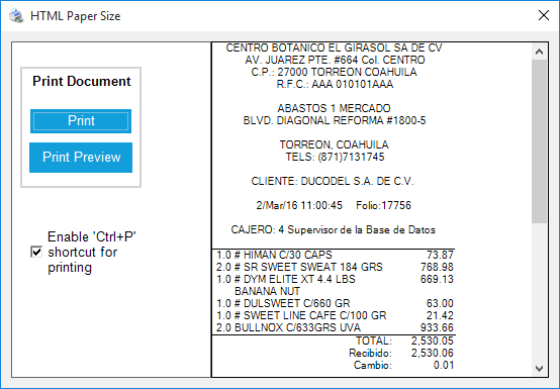 HTML Paper Size
Print Document
Print
Print Preview
Enable 'Ctrl+P'
shortcut for
printing
CENTRO BOTANICO EL GIRASOL SA DE CV
AV. JUAREZ PTE. #664 Col. CENTRO
C.P.: 27000 TORREON COAHUILA
R.F.C.: AAA 010101AAA
ABASTOS 1 MERCADO
BLVD. DIAGONAL REFORMA #1800-5
TORREON, COAHUILA
TELS: (871)7131745
CLIENTE: DUCODEL S.A. DE C.V.
2/Mar/16 11:00:45 Folio:17756
CAJERO: 4 Supervisor de la Base de Datos
1.0 # HIMAN C/30 CAPS 73.87
2.0 # SR SWEET SWEAT 184 GRS 768.98
1.0 # DYM ELITE XT 4.4 LBS 669.13
BANANA NUT
1.0 # DULSWEET C/660 GR 63.00
1.0 # SWEET LINE CAFE C/100 GR 21.42
2.0 BULLNOX C/633GRS UVA 933.66
TOTAL: 2,530.05
Recibido: 2,530.06
Cambio: 0.01